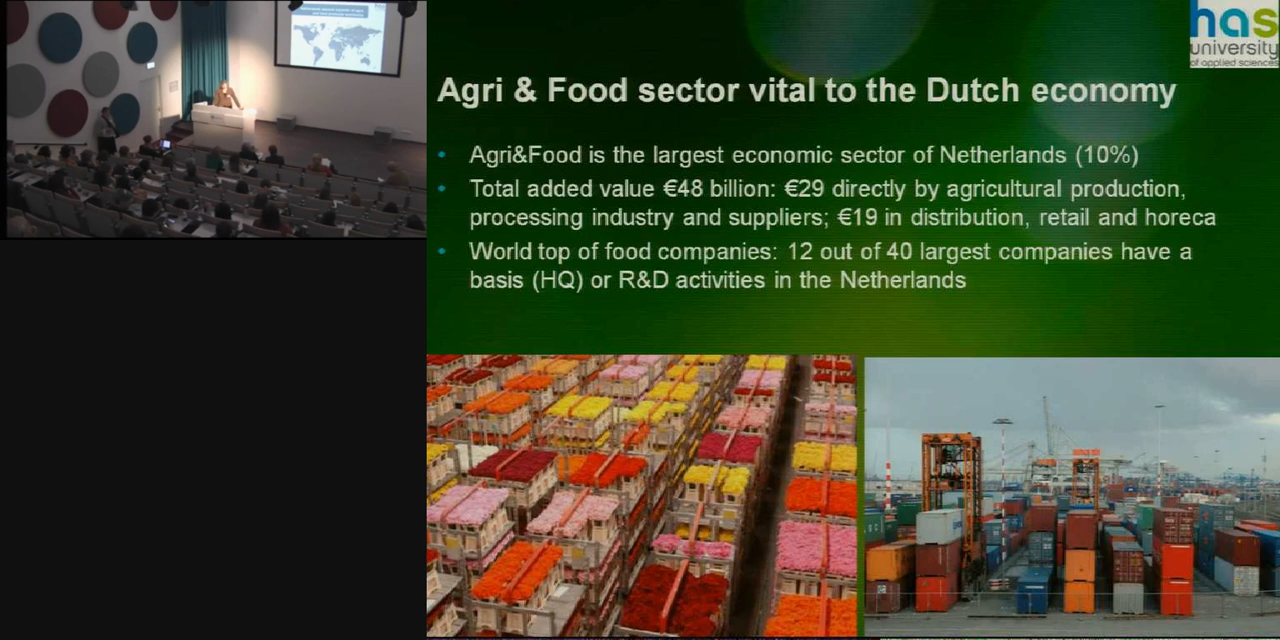 has
university
of applied sciences
Agri & Food sector vital to the Dutch economy
• Agri&Food is the largest economic sector of Netherlands (10%)
• Total added value €48 billion: €29 directly by agricultural production,
processing industry and suppliers; €19 in distribution, retail and horeca
• World top of food companies: 12 out of 40 largest companies have a
basis (HQ) or R&D activities in the Netherlands